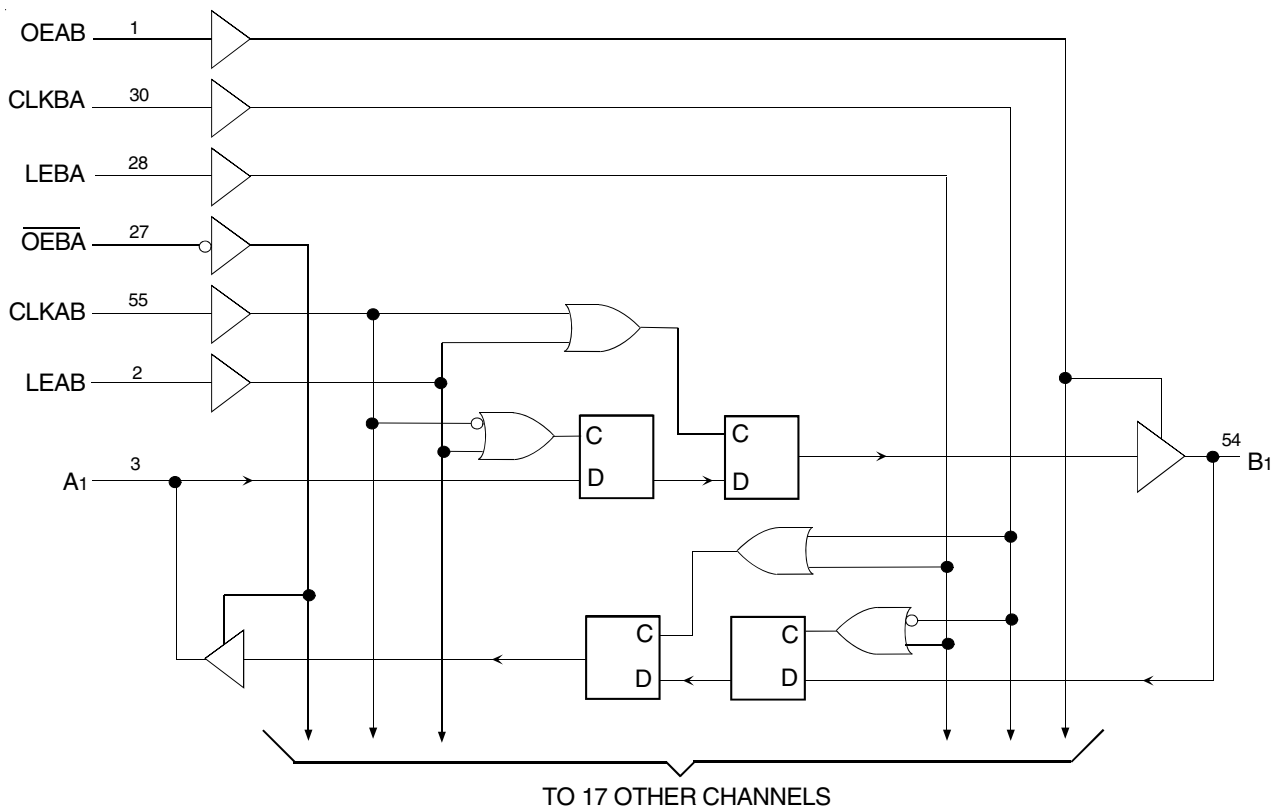 OEAB 1
CLKBA 30
LEBA 28
OEBA 27
CLKAB 55
LEAB 2
C
D
C
D
A1 3
54 B1
C
D
C
D
TO 17 OTHER CHANNELS